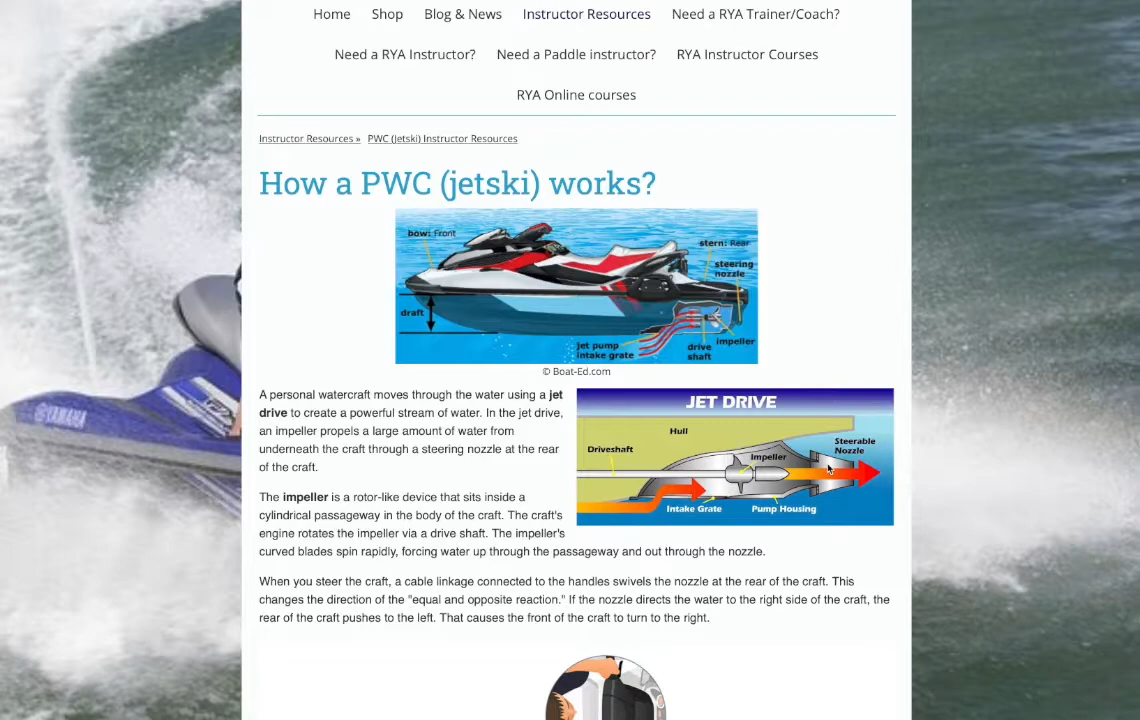 Home Shop Blog & News Instructor Resources Need a RYA Trainer/Coach?
Need a RYA Instructor? Need a Paddle instructor? RYA Instructor Courses
RYA Online courses
Instructor Resources » PWC (Jetski) Instructor Resources
How a PWC (jetski) works?
bow: Front
stern: Rear
steering
nozzle
draft
jet pump
intake grate
drive
shaft
impeller
© Boat-Ed.com
A personal watercraft moves through the water using a jet
drive to create a powerful stream of water. In the jet drive,
an impeller propels a large amount of water from
underneath the craft through a steering nozzle at the rear
of the craft.
JET DRIVE
Hull
Driveshaft
Impeller
Steerable
Nozzle
Intake Grate
Pump Housing
The impeller is a rotor-like device that sits inside a
cylindrical passageway in the body of the craft. The craft's
engine rotates the impeller via a drive shaft. The impeller's
curved blades spin rapidly, forcing water up through the passageway and out through the nozzle.
When you steer the craft, a cable linkage connected to the handles swivels the nozzle at the rear of the craft. This
changes the direction of the "equal and opposite reaction." If the nozzle directs the water to the right side of the craft, the
rear of the craft pushes to the left. That causes the front of the craft to turn to the right.
YAMAHA